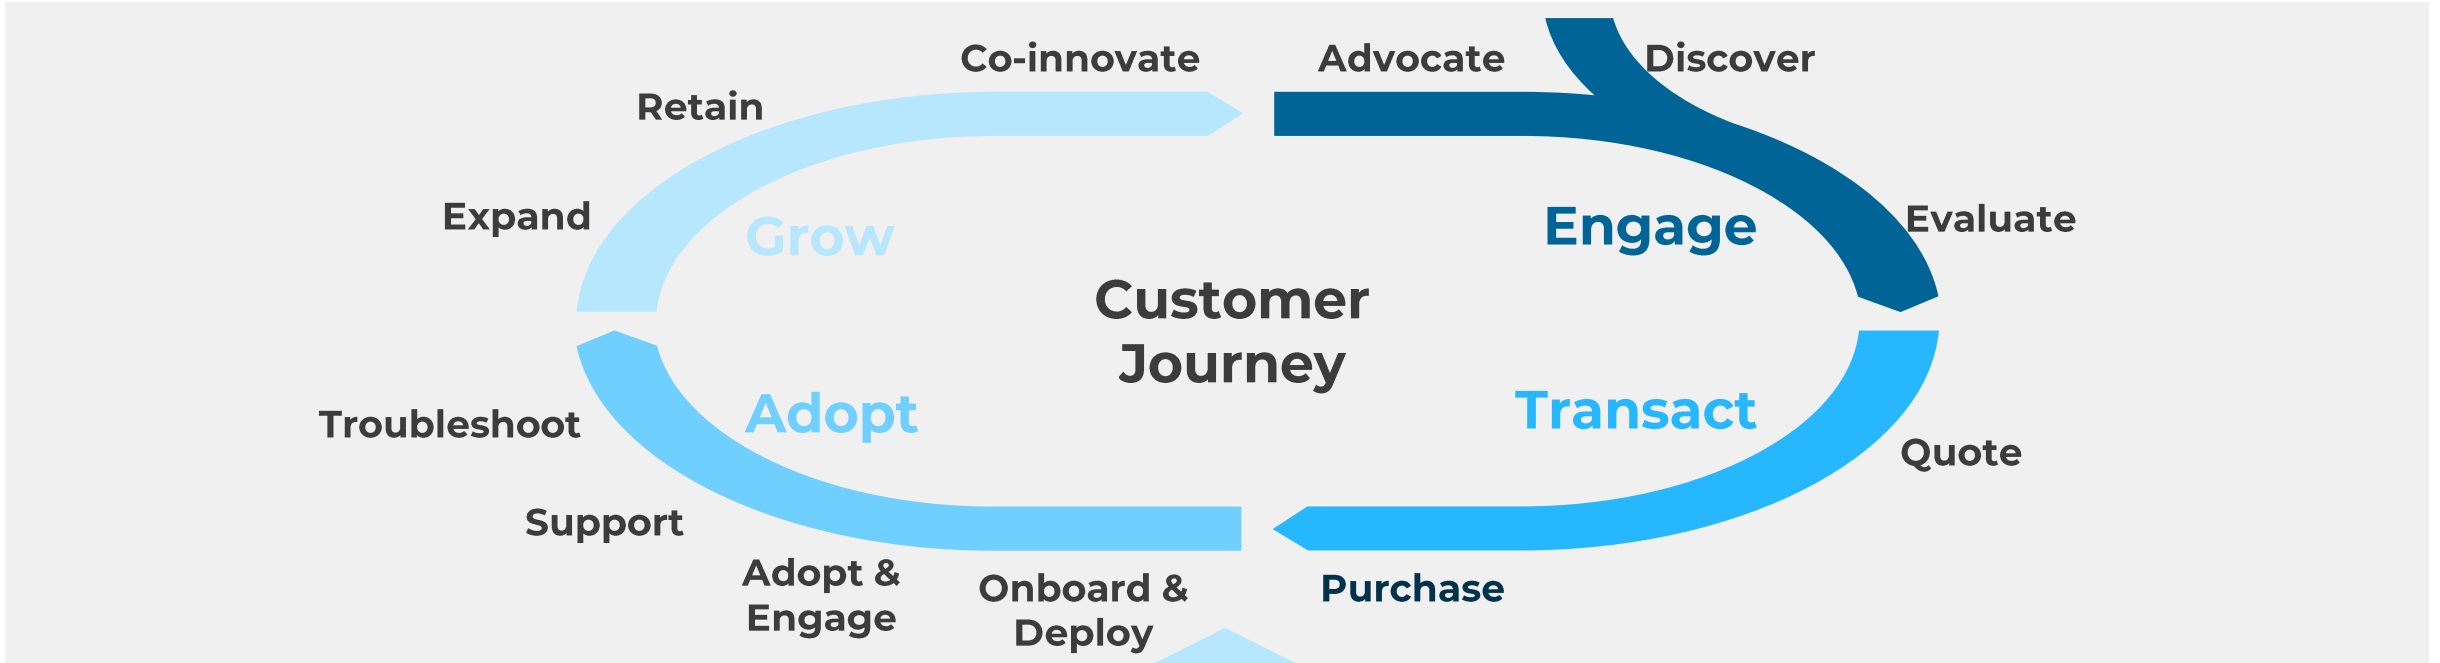 Co-innovate
Advocate
Discover
Retain
Expand
Grow
Engage
Evaluate
Customer
Journey
Troubleshoot
Adopt
Transact
Quote
Support
Adopt &
Engage
Onboard &
Deploy
Purchase